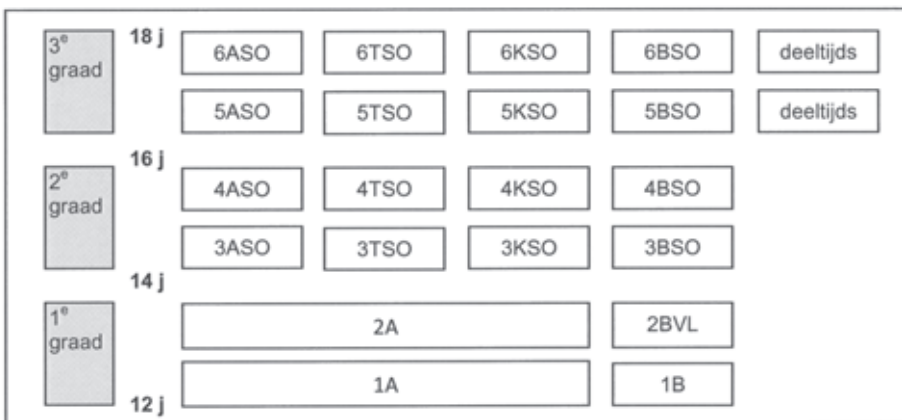 3e graad
18 j
6ASO 6TSO 6KSO 6BSO deeltijds
5ASO 5TSO 5KSO 5BSO deeltijds
16 j
2e graad
4ASO 4TSO 4KSO 4BSO
3ASO 3TSO 3KSO 3BSO
14 j
1e graad
2A 2BVL
1A 1B
12 j